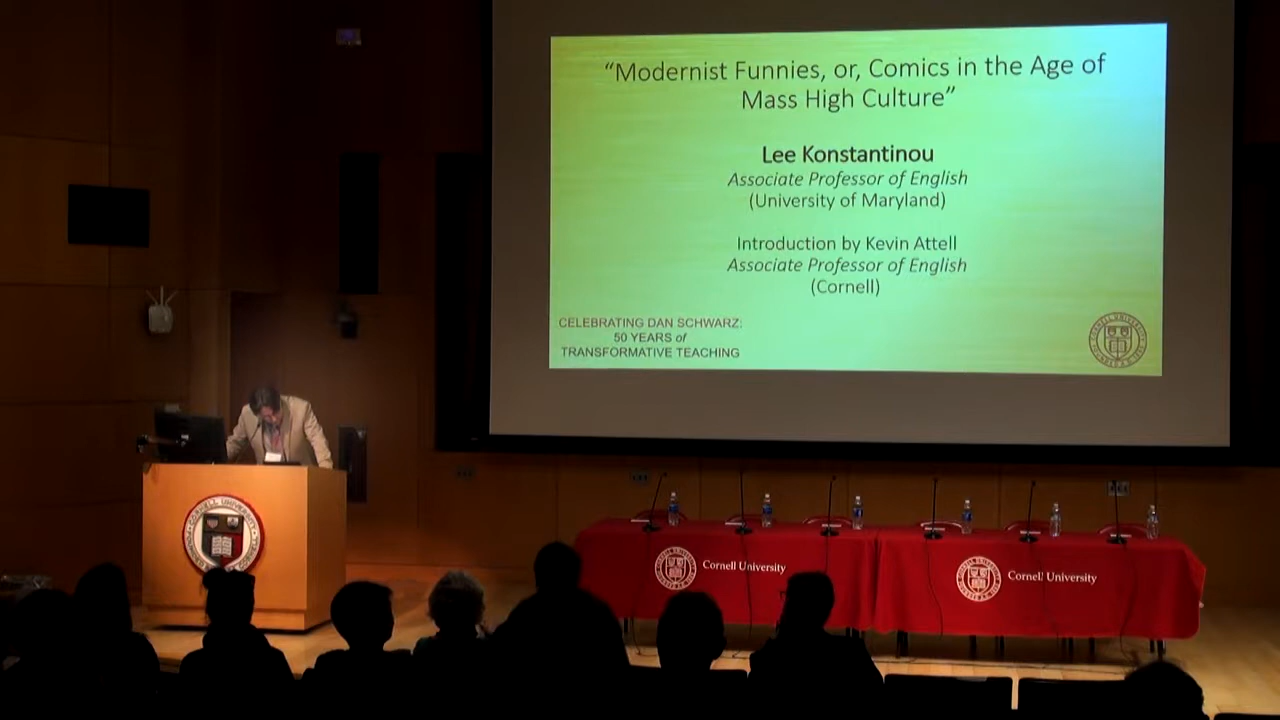 “Modernist Funnies, or, Comics in the Age of
Mass High Culture”
Lee Konstantinou
Associate Professor of English
(University of Maryland)
Introduction by Kevin Attell
Associate Professor of English
(Cornell)
CELEBRATING DAN SCHWARZ:
50 YEARS of
TRANSFORMATIVE TEACHING
CORNELL UNIVERSITY
Cornell University
Cornell University